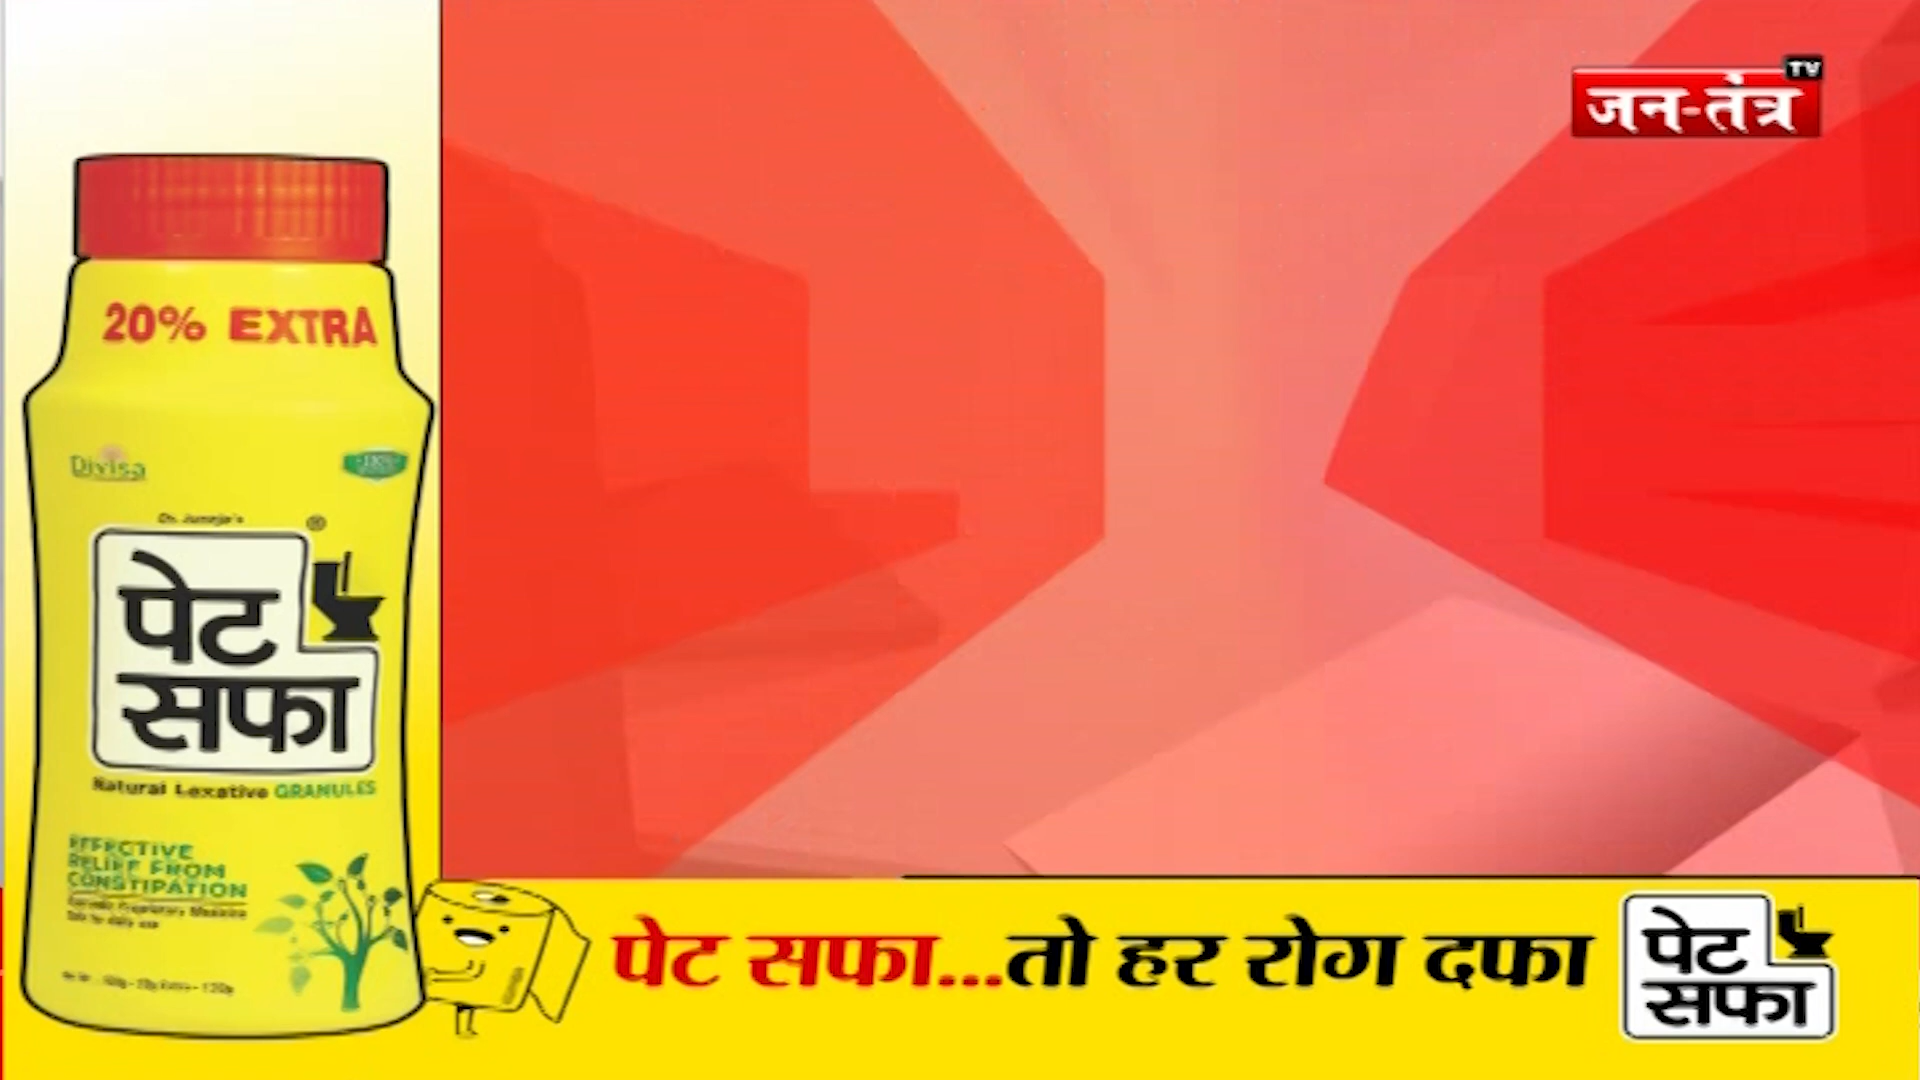 TV
जन-तंत्र
20% EXTRA
Divisa
Dr. Juneja's
®
पेट
सफा
Natural Laxative GRANULES
EFFECTIVE
RELIEF FROM
CONSTIPATION
पेट सफा...तो हर रोग दफा
पेट
सफा